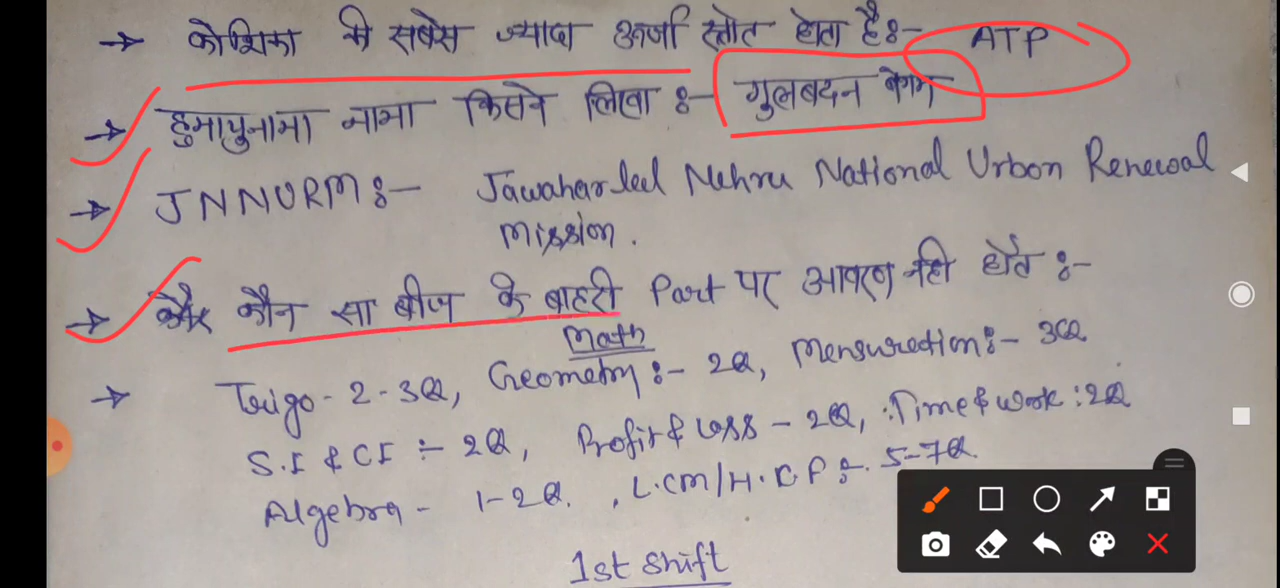 → कोशिका मे सबसे ज्यादा ऊर्जा स्त्रोत होता है:- ATP
→ हुमायुनामा नामा किसने लिखा :- गुलबदन बेगम
→ JNNURM :- Jawaharlal Nehru National Urban Renewal
Mission.
→ कौन सा बीज के बाहरी Part पर आवरण नही होते :-
Math
→ Trigo - 2-3Q, Geometry :- 2Q, Mensuration :- 3Q
S.I & CI :- 2Q, Profit & Loss - 2Q, Time & Work : 2Q
Algebra - 1-2Q. , L.CM/H.C.F :- 5-7Q.
1st Shift